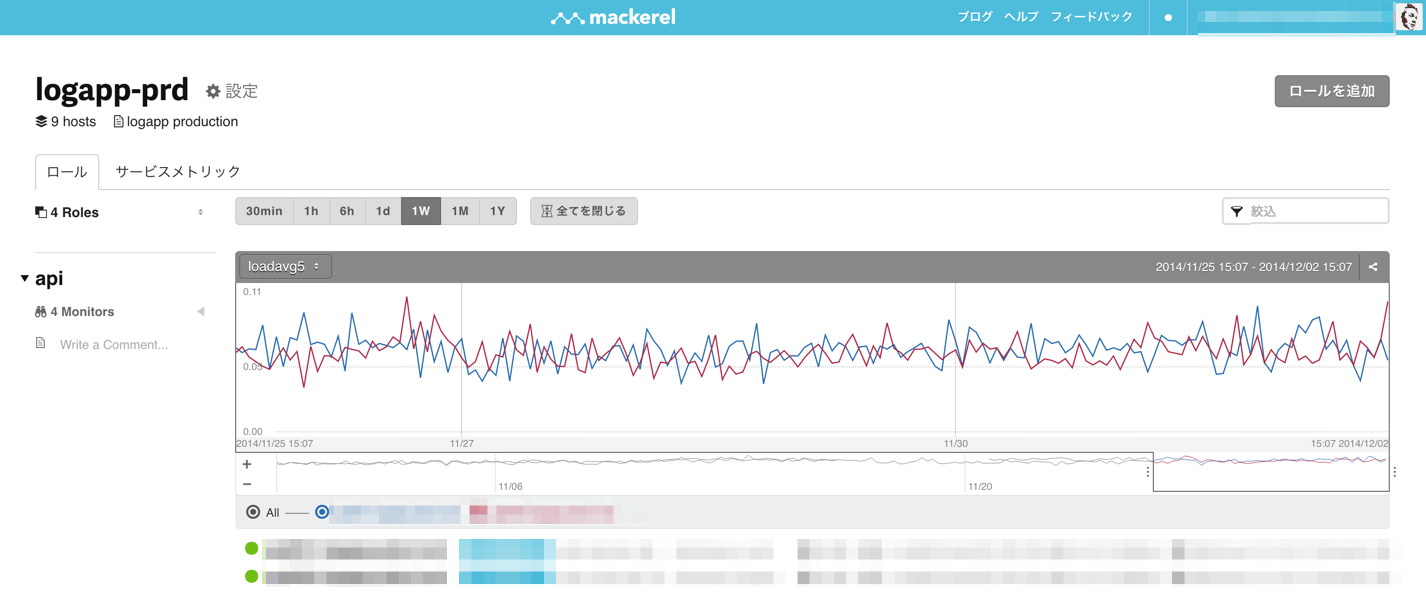 mackerel
ブログ ヘルプ フィードバック
logapp-prd 設定
ロールを追加
9 hosts logapp production
ロール サービスメトリック
4 Roles
30min 1h 6h 1d 1W 1M 1Y 全てを閉じる
絞込
api
4 Monitors
Write a Comment...
loadavg5
2014/11/25 15:07 - 2014/12/02 15:07
0.11
0.05
0.00
2014/11/25 15:07 11/27 11/30 15:07 2014/12/02
+
−
11/06 11/20
All